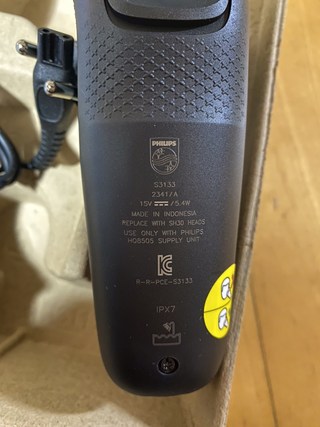 PHILIPS
S3133
2341/A
15V⎓/5.4W
MADE IN INDONESIA
REPLACE WITH SH30 HEADS
USE ONLY WITH PHILIPS
HQ8505 SUPPLY UNIT
R-R-PCE-S3133
IPX7